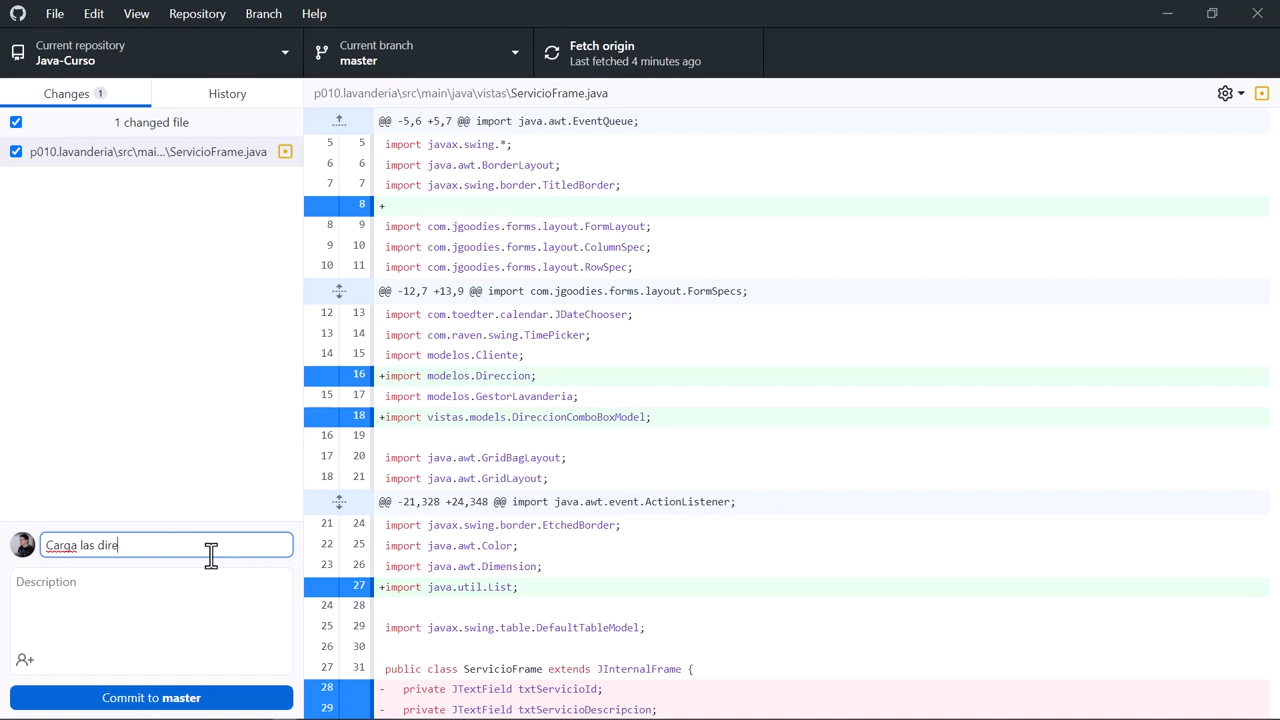 File Edit View Repository Branch Help
Current repository
Java-Curso
Current branch
master
Fetch origin
Last fetched 4 minutes ago
Changes 1
History
p010.lavanderia\src\main\java\vistas\ServicioFrame.java
1 changed file
p010.lavanderia\src\mai...\ServicioFrame.java
@@ -5,6 +5,7 @@ import java.awt.EventQueue;
5 5 import javax.swing.*;
6 6 import java.awt.BorderLayout;
7 7 import javax.swing.border.TitledBorder;
8 +
8 9 import com.jgoodies.forms.layout.FormLayout;
9 10 import com.jgoodies.forms.layout.ColumnSpec;
10 11 import com.jgoodies.forms.layout.RowSpec;
@@ -12,7 +13,9 @@ import com.jgoodies.forms.layout.FormSpecs;
12 13 import com.toedter.calendar.JDateChooser;
13 14 import com.raven.swing.TimePicker;
14 15 import modelos.Cliente;
16 +import modelos.Direccion;
15 17 import modelos.GestorLavanderia;
18 +import vistas.models.DireccionComboBoxModel;
16 19
17 20 import java.awt.GridBagLayout;
18 21 import java.awt.GridLayout;
@@ -21,328 +24,348 @@ import java.awt.event.ActionListener;
21 24 import javax.swing.border.EtchedBorder;
22 25 import java.awt.Color;
23 26 import java.awt.Dimension;
27 +import java.util.List;
24 28
25 29 import javax.swing.table.DefaultTableModel;
26 30
27 31 public class ServicioFrame extends JInternalFrame {
28 - private JTextField txtServicioId;
29 - private JTextField txtServicioDescripcion;
Carga las dire
Description
Commit to master